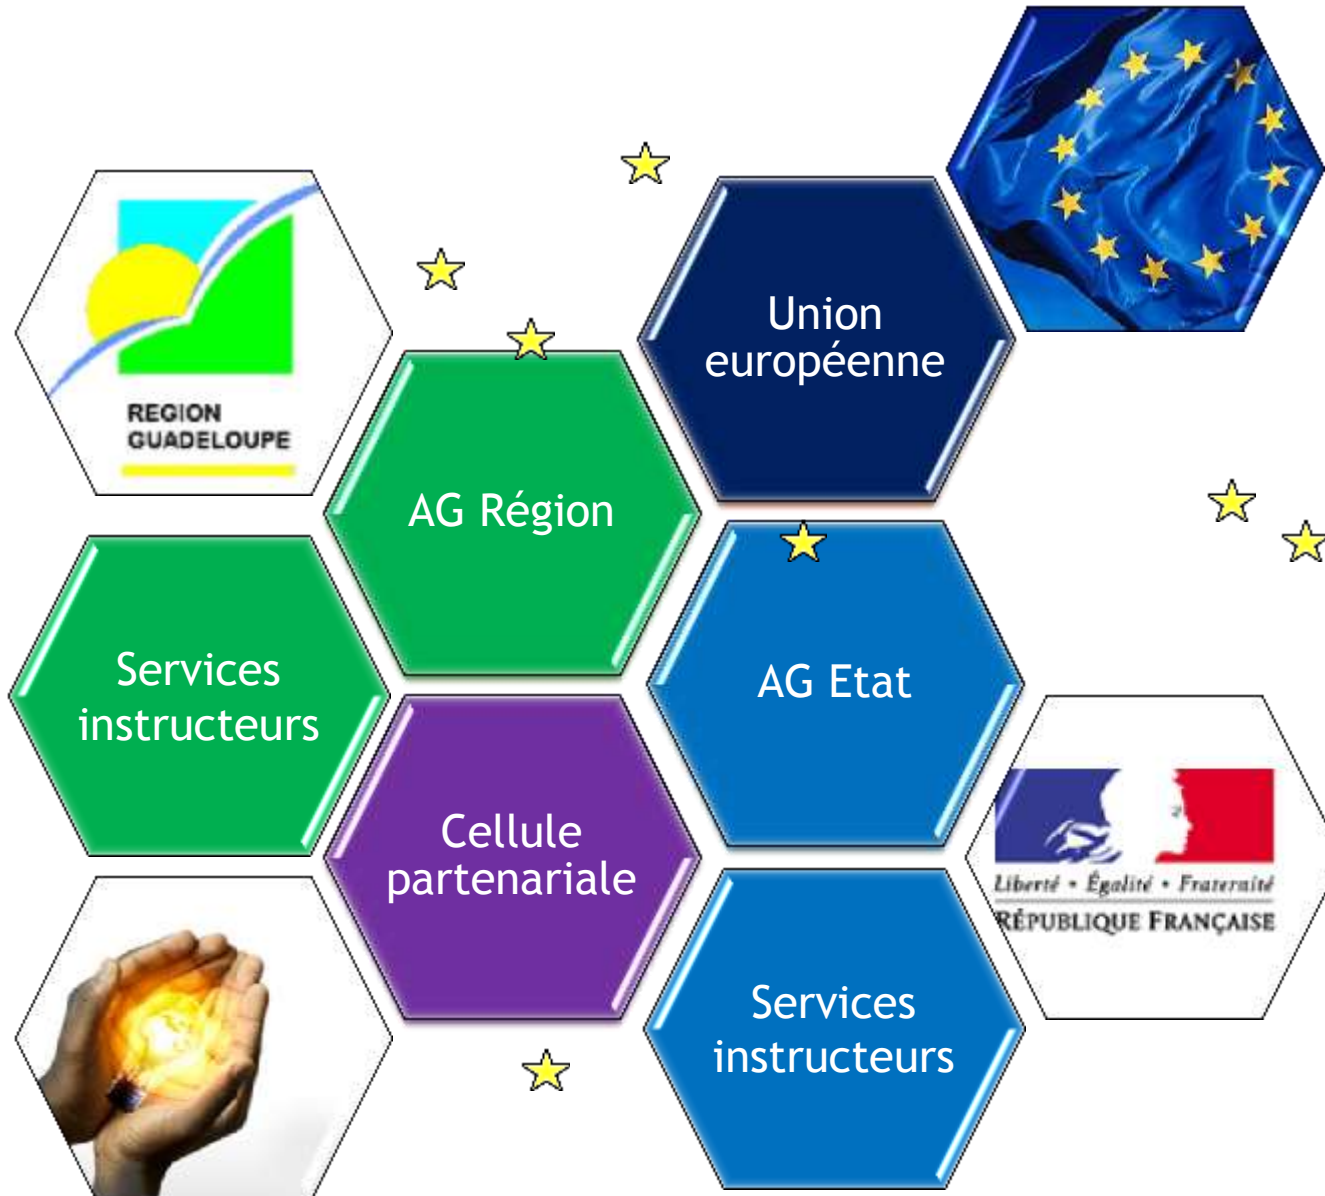 Union
européenne
REGION
GUADELOUPE
AG Région
Services
instructeurs
AG Etat
Cellule
partenariale
Liberté • Égalité • Fraternité
RÉPUBLIQUE FRANÇAISE
Services
instructeurs